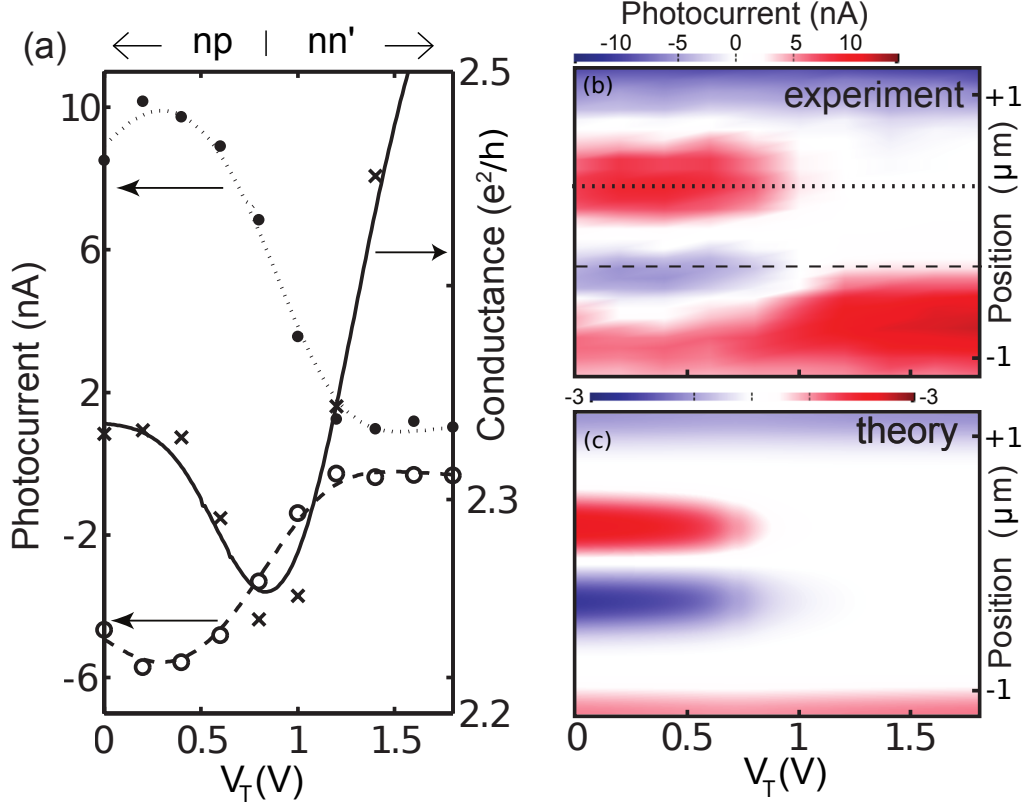 (a)
np | nn'
10
6
2
-2
-6
Photocurrent (nA)
2.5
2.3
2.2
Conductance (e²/h)
0 0.5 1 1.5
V_T(V)
Photocurrent (nA)
-10 -5 0 5 10
(b)
experiment
+1
-1
Position (μm)
-3 -3
(c)
theory
+1
-1
Position (μm)
0 0.5 1 1.5
V_T(V)